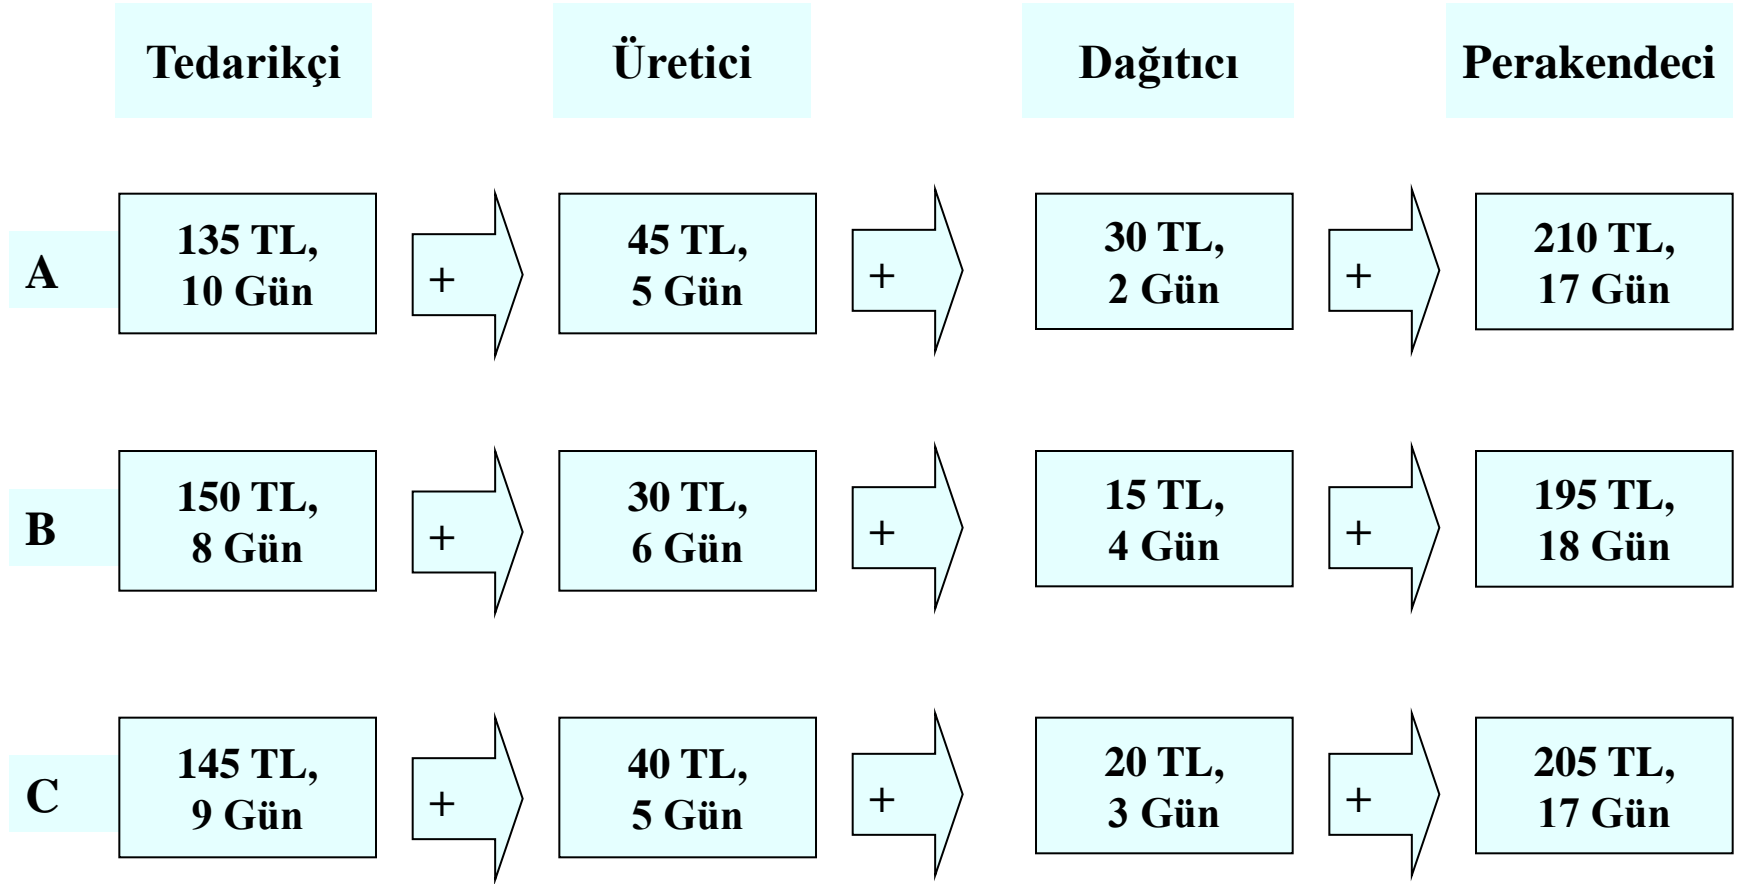 Tedarikçi
Üretici
Dağıtıcı
Perakendeci
A
135 TL,
10 Gün
+
45 TL,
5 Gün
+
30 TL,
2 Gün
+
210 TL,
17 Gün
B
150 TL,
8 Gün
+
30 TL,
6 Gün
+
15 TL,
4 Gün
+
195 TL,
18 Gün
C
145 TL,
9 Gün
+
40 TL,
5 Gün
+
20 TL,
3 Gün
+
205 TL,
17 Gün